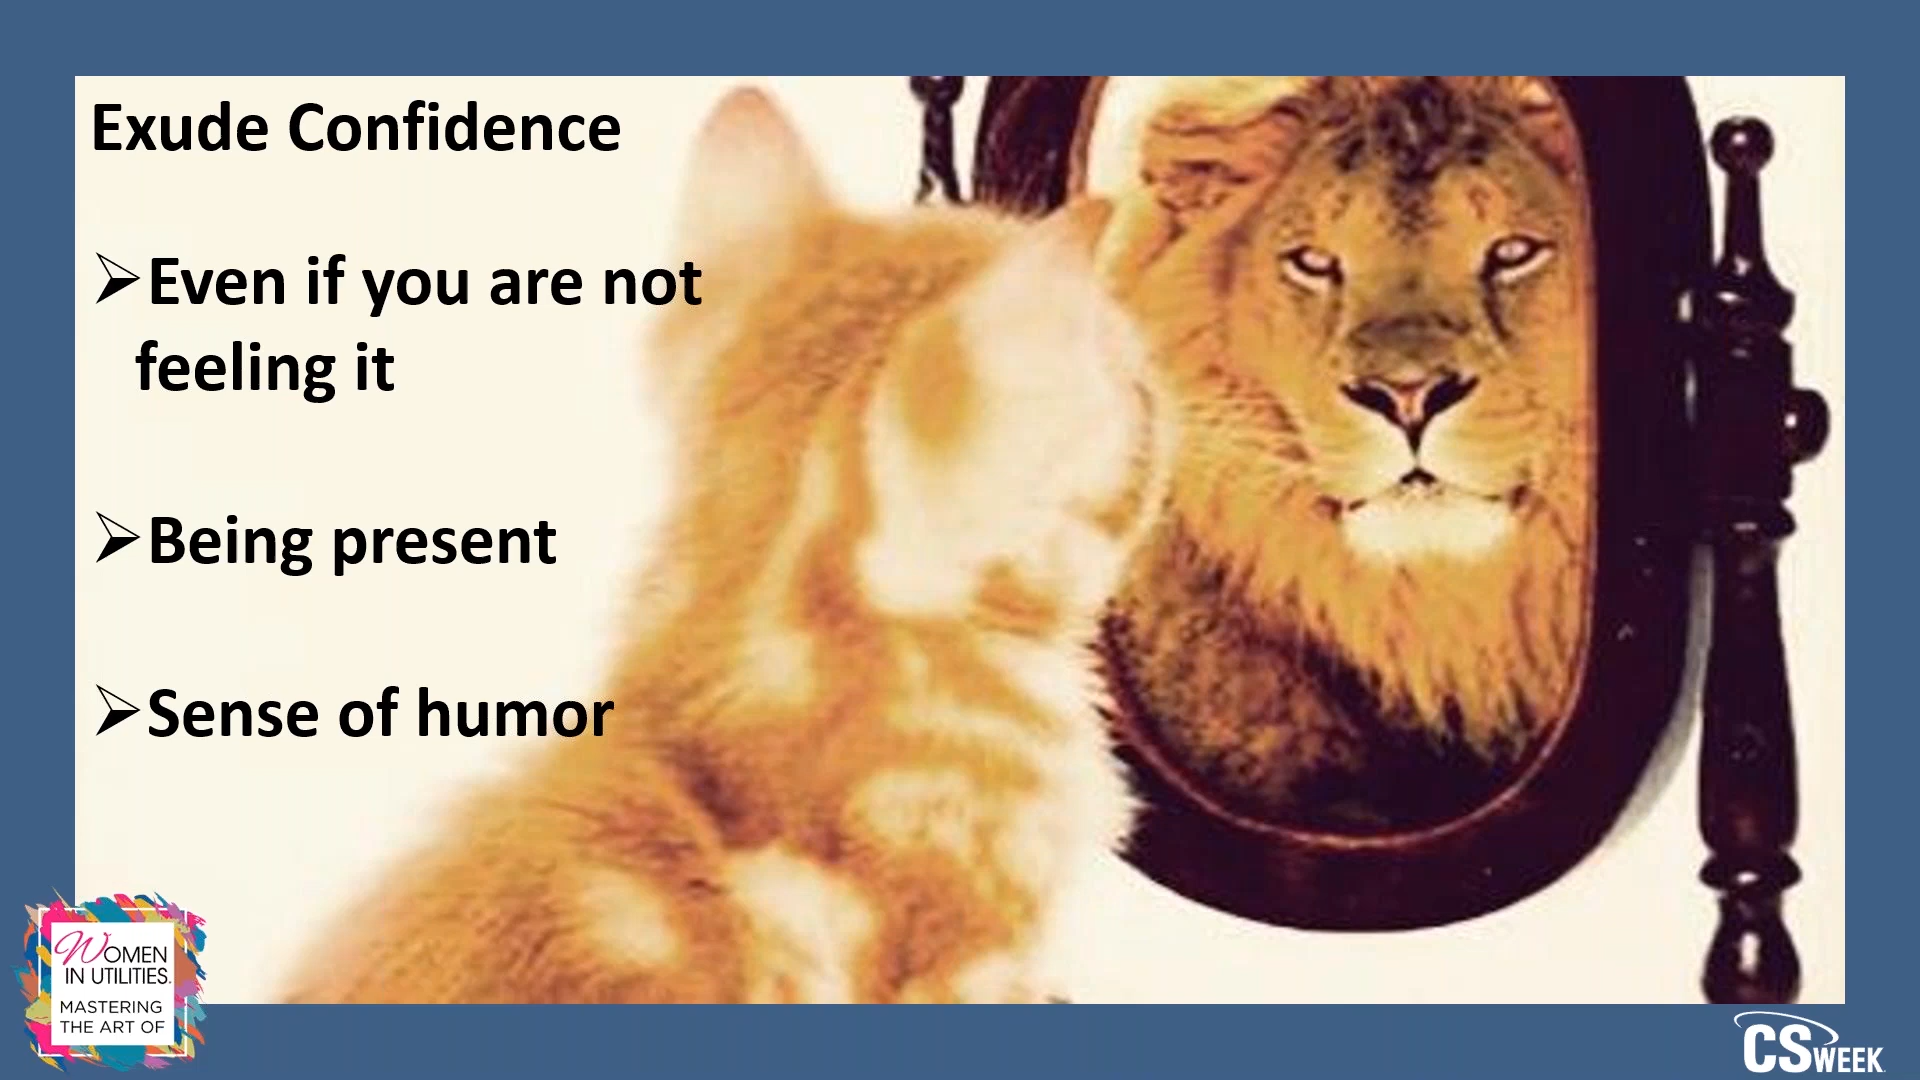 Exude Confidence
➢Even if you are not
feeling it
➢Being present
➢Sense of humor
WOMEN
IN UTILITIES.
MASTERING
THE ART OF
CSWEEK